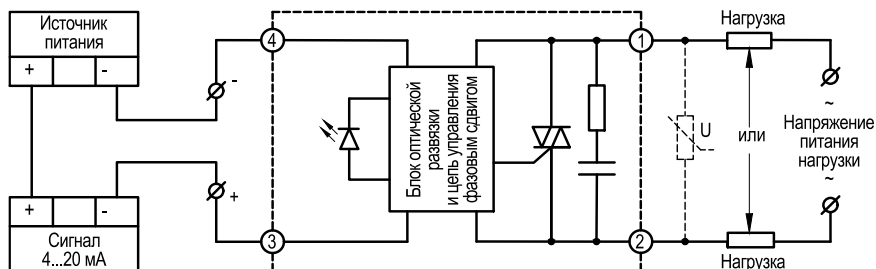 Источник
питания
+ -
4
-
1
Нагрузка
Блок оптической
развязки
и цепь управления
фазовым сдвигом
U
или
~
Напряжение
питания
нагрузки
~
+ -
Сигнал
4...20 мА
+
3
2
Нагрузка